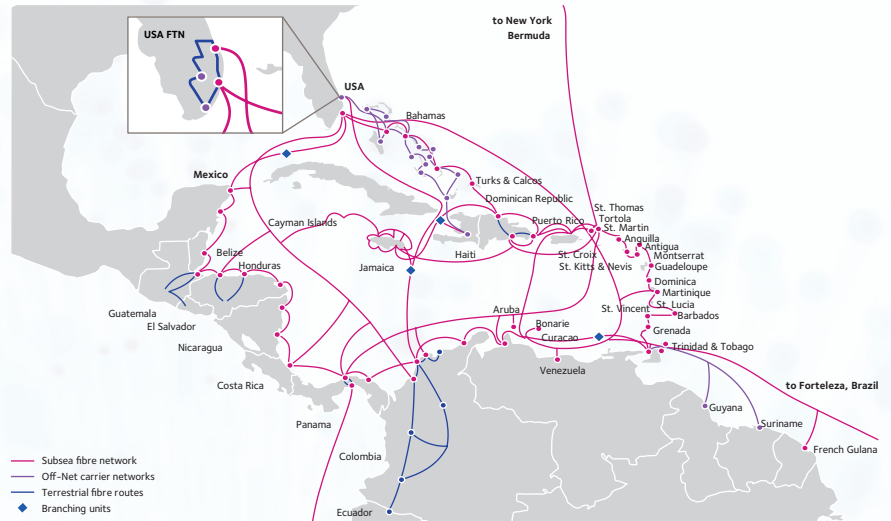 to New York
Bermuda
USA FTN
USA
Bahamas
Mexico
Turks & Calcos
Dominican Republic
St. Thomas
Tortola
Cayman Islands
Puerto Rico
St. Martin
Anguilla
Antigua
Belize
Haiti
St. Croix
Montserrat
Honduras
Jamaica
St. Kitts & Nevis
Guadeloupe
Dominica
Martinique
Guatemala
Aruba
St. Vincent
St. Lucia
Barbados
El Salvador
Bonarie
Grenada
Nicaragua
Curacao
Trinidad & Tobago
Venezuela
Costa Rica
to Forteleza, Brazil
Guyana
Panama
Suriname
French Gulana
Colombia
Ecuador
Subsea fibre network
Off-Net carrier networks
Terrestrial fibre routes
Branching units